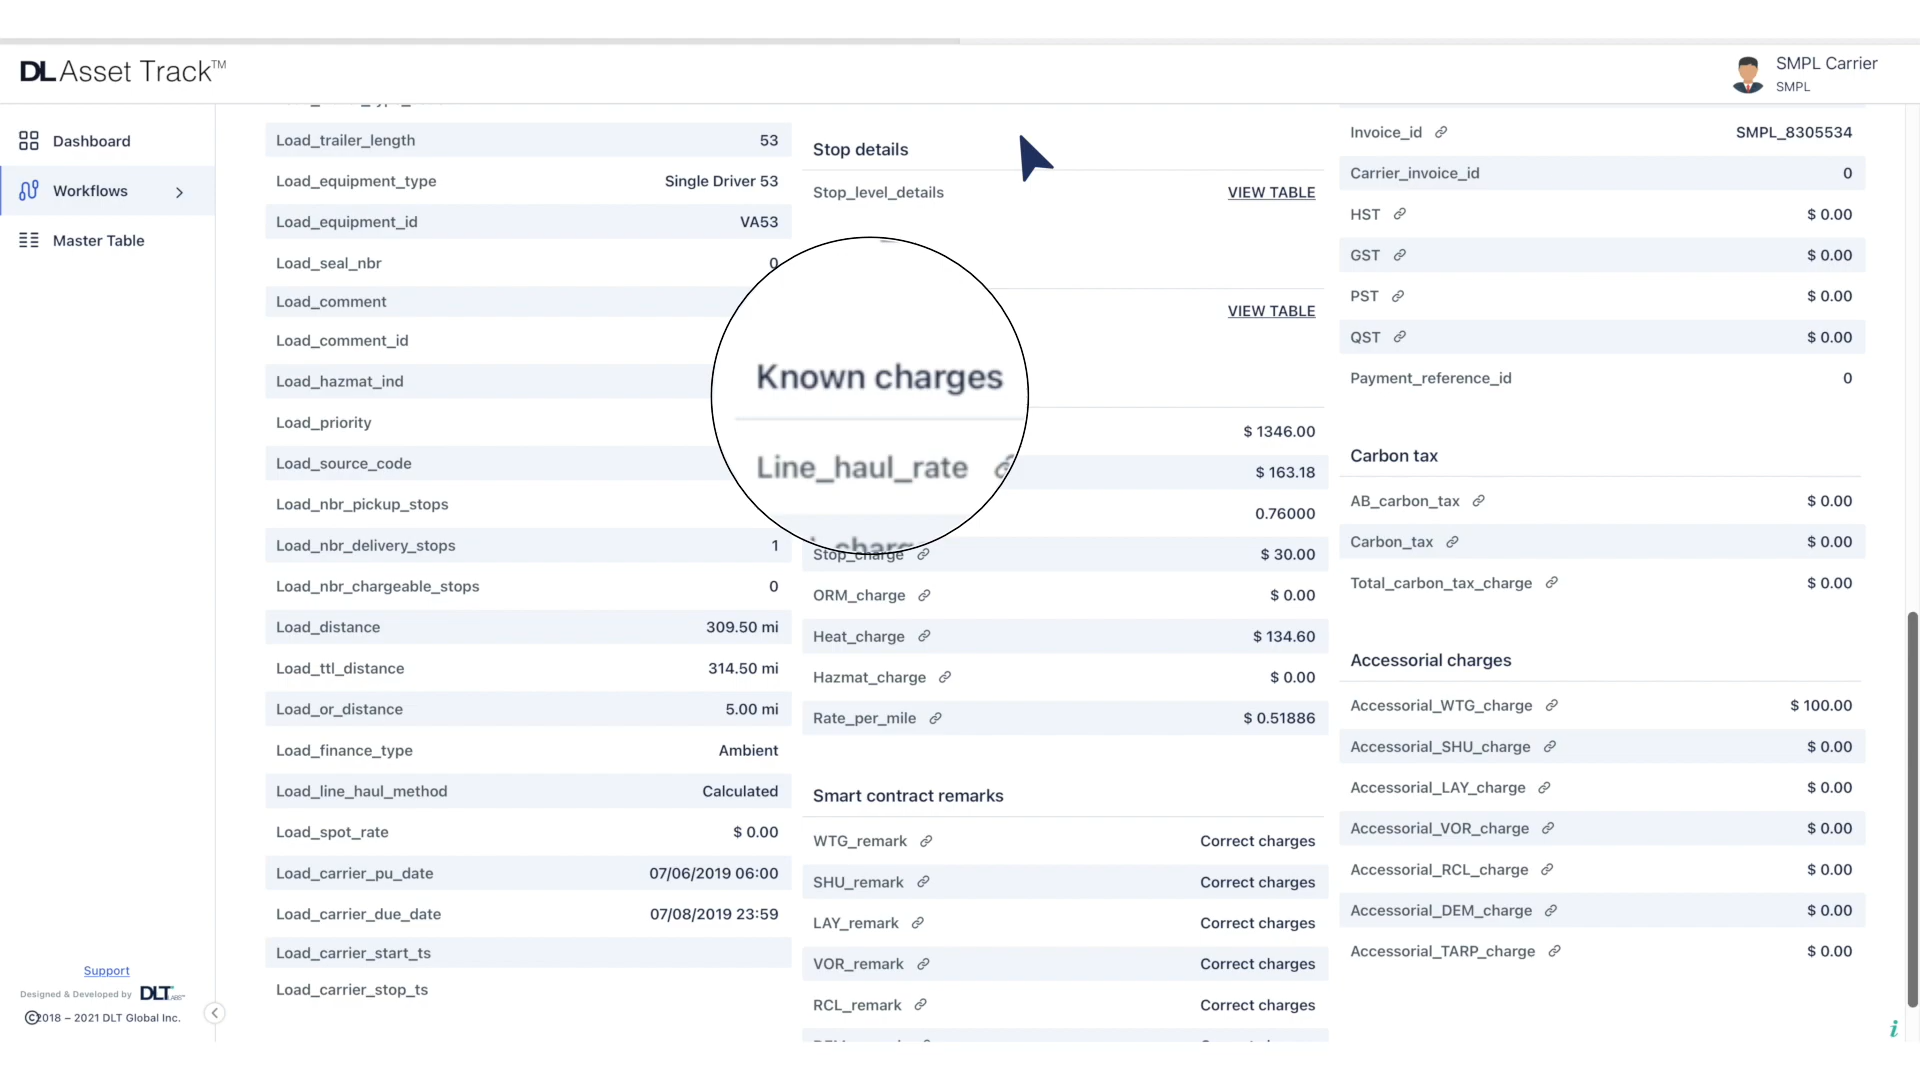 DL Asset Track™
SMPL Carrier
SMPL
Dashboard
Workflows
Master Table
Support
Designed & Developed by DLT LABS™
©2018 – 2021 DLT Global Inc.
Load_trailer_length 53
Load_equipment_type Single Driver 53
Load_equipment_id VA53
Load_seal_nbr 0
Load_comment
Load_comment_id
Load_hazmat_ind
Load_priority
Load_source_code
Load_nbr_pickup_stops
Load_nbr_delivery_stops 1
Load_nbr_chargeable_stops 0
Load_distance 309.50 mi
Load_ttl_distance 314.50 mi
Load_or_distance 5.00 mi
Load_finance_type Ambient
Load_line_haul_method Calculated
Load_spot_rate $ 0.00
Load_carrier_pu_date 07/06/2019 06:00
Load_carrier_due_date 07/08/2019 23:59
Load_carrier_start_ts
Load_carrier_stop_ts
Stop details
Stop_level_details VIEW TABLE
VIEW TABLE
Known charges
Line_haul_rate $ 1346.00
$ 163.18
0.76000
Stop_charge $ 30.00
ORM_charge $ 0.00
Heat_charge $ 134.60
Hazmat_charge $ 0.00
Rate_per_mile $ 0.51886
Smart contract remarks
WTG_remark Correct charges
SHU_remark Correct charges
LAY_remark Correct charges
VOR_remark Correct charges
RCL_remark Correct charges
Invoice_id SMPL_8305534
Carrier_invoice_id 0
HST $ 0.00
GST $ 0.00
PST $ 0.00
QST $ 0.00
Payment_reference_id 0
Carbon tax
AB_carbon_tax $ 0.00
Carbon_tax $ 0.00
Total_carbon_tax_charge $ 0.00
Accessorial charges
Accessorial_WTG_charge $ 100.00
Accessorial_SHU_charge $ 0.00
Accessorial_LAY_charge $ 0.00
Accessorial_VOR_charge $ 0.00
Accessorial_RCL_charge $ 0.00
Accessorial_DEM_charge $ 0.00
Accessorial_TARP_charge $ 0.00
i